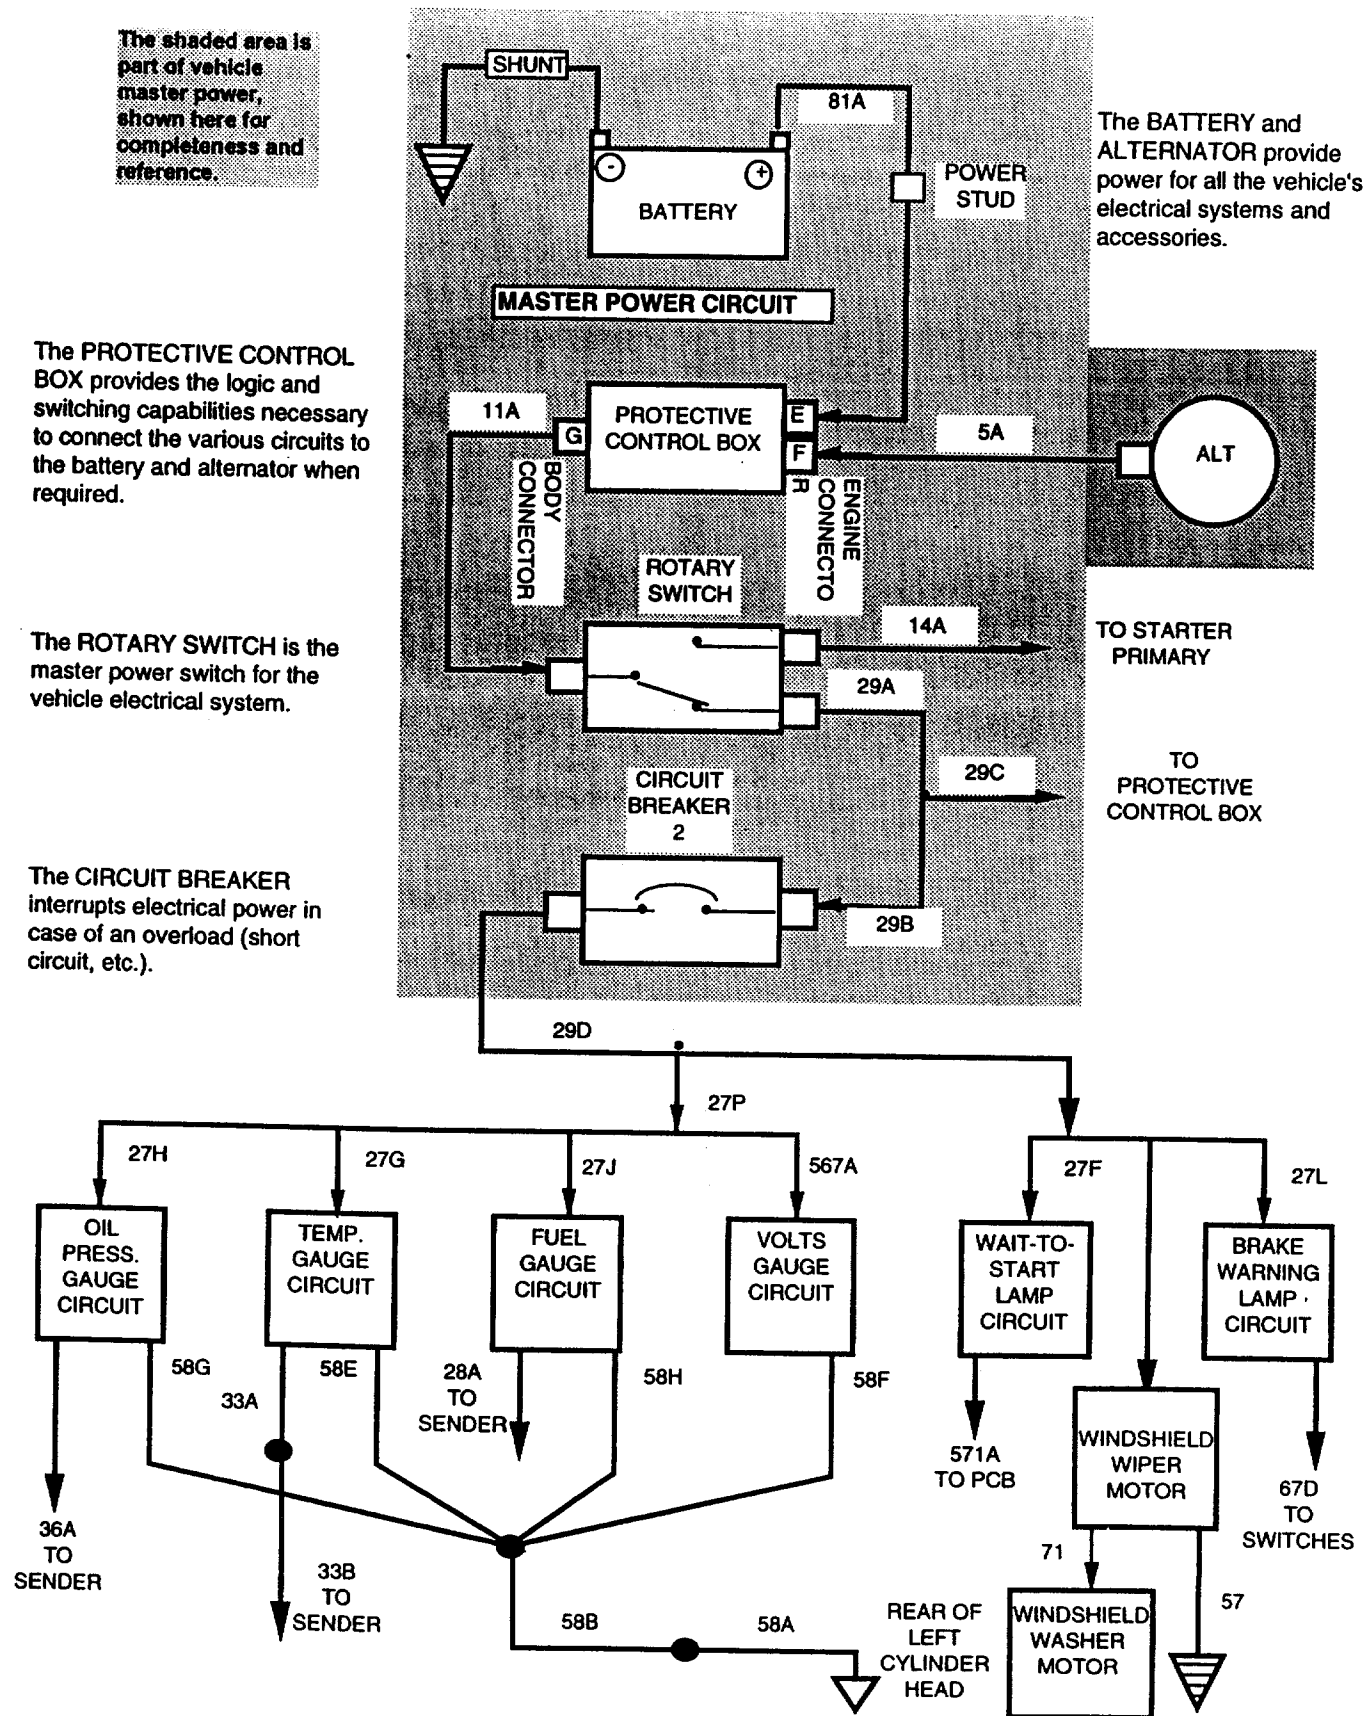 The shaded area is
part of vehicle
master power,
shown here for
completeness and
reference.
SHUNT
81A
-
+
BATTERY
POWER
STUD
The BATTERY and
ALTERNATOR provide
power for all the vehicle's
electrical systems and
accessories.
MASTER POWER CIRCUIT
The PROTECTIVE CONTROL
BOX provides the logic and
switching capabilities necessary
to connect the various circuits to
the battery and alternator when
required.
11A
G
PROTECTIVE
CONTROL BOX
E
F
5A
ALT
BODY
CONNECTOR
ENGINE
CONNECTO
R
ROTARY
SWITCH
14A
TO STARTER
PRIMARY
The ROTARY SWITCH is the
master power switch for the
vehicle electrical system.
29A
29C
TO
PROTECTIVE
CONTROL BOX
CIRCUIT
BREAKER
2
The CIRCUIT BREAKER
interrupts electrical power in
case of an overload (short
circuit, etc.).
29B
29D
27P
27H
27G
27J
567A
27F
27L
OIL
PRESS.
GAUGE
CIRCUIT
TEMP.
GAUGE
CIRCUIT
FUEL
GAUGE
CIRCUIT
VOLTS
GAUGE
CIRCUIT
WAIT-TO-
START
LAMP
CIRCUIT
BRAKE
WARNING
LAMP
CIRCUIT
58G
33A
58E
28A
TO
SENDER
58H
58F
571A
TO PCB
WINDSHIELD
WIPER
MOTOR
67D
TO
SWITCHES
36A
TO
SENDER
33B
TO
SENDER
71
57
58B
58A
REAR OF
LEFT
CYLINDER
HEAD
WINDSHIELD
WASHER
MOTOR